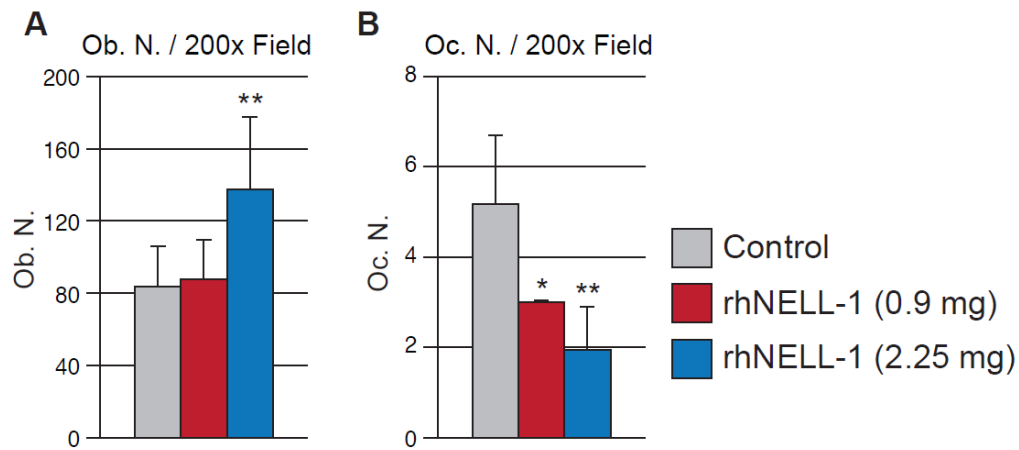 A
Ob. N. / 200x Field
200
160
120
80
40
0
Ob. N.
**
B
Oc. N. / 200x Field
8
6
4
2
0
Oc. N.
*
**
Control
rhNELL-1 (0.9 mg)
rhNELL-1 (2.25 mg)